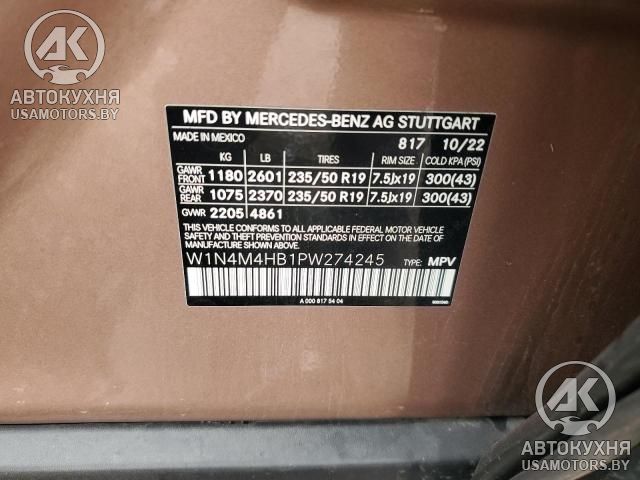 AK
АВТОКУХНЯ
USAMOTORS.BY
MFD BY MERCEDES-BENZ AG STUTTGART
MADE IN MEXICO 817 10/22
KG LB TIRES RIM SIZE COLD KPA (PSI)
GAWR FRONT 1180 2601 235/50 R19 7.5Jx19 300(43)
GAWR REAR 1075 2370 235/50 R19 7.5Jx19 300(43)
GVWR 2205 4861
THIS VEHICLE CONFORMS TO ALL APPLICABLE FEDERAL MOTOR VEHICLE
SAFETY AND THEFT PREVENTION STANDARDS IN EFFECT ON THE
DATE OF MANUFACTURE SHOWN ABOVE.
W1N4M4HB1PW274245 TYPE: MPV
A 000 817 54 04
AK
АВТОКУХНЯ
USAMOTORS.BY